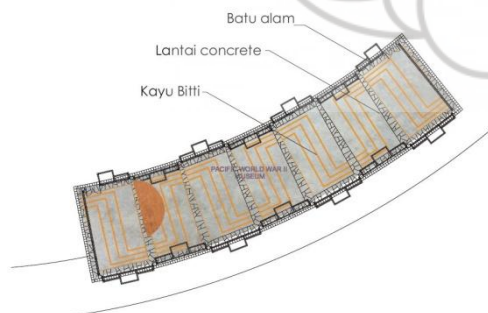 Batu alam
Lantai concrete
Kayu Bitti
PACIFIC WORLD WAR II
MUSEUM